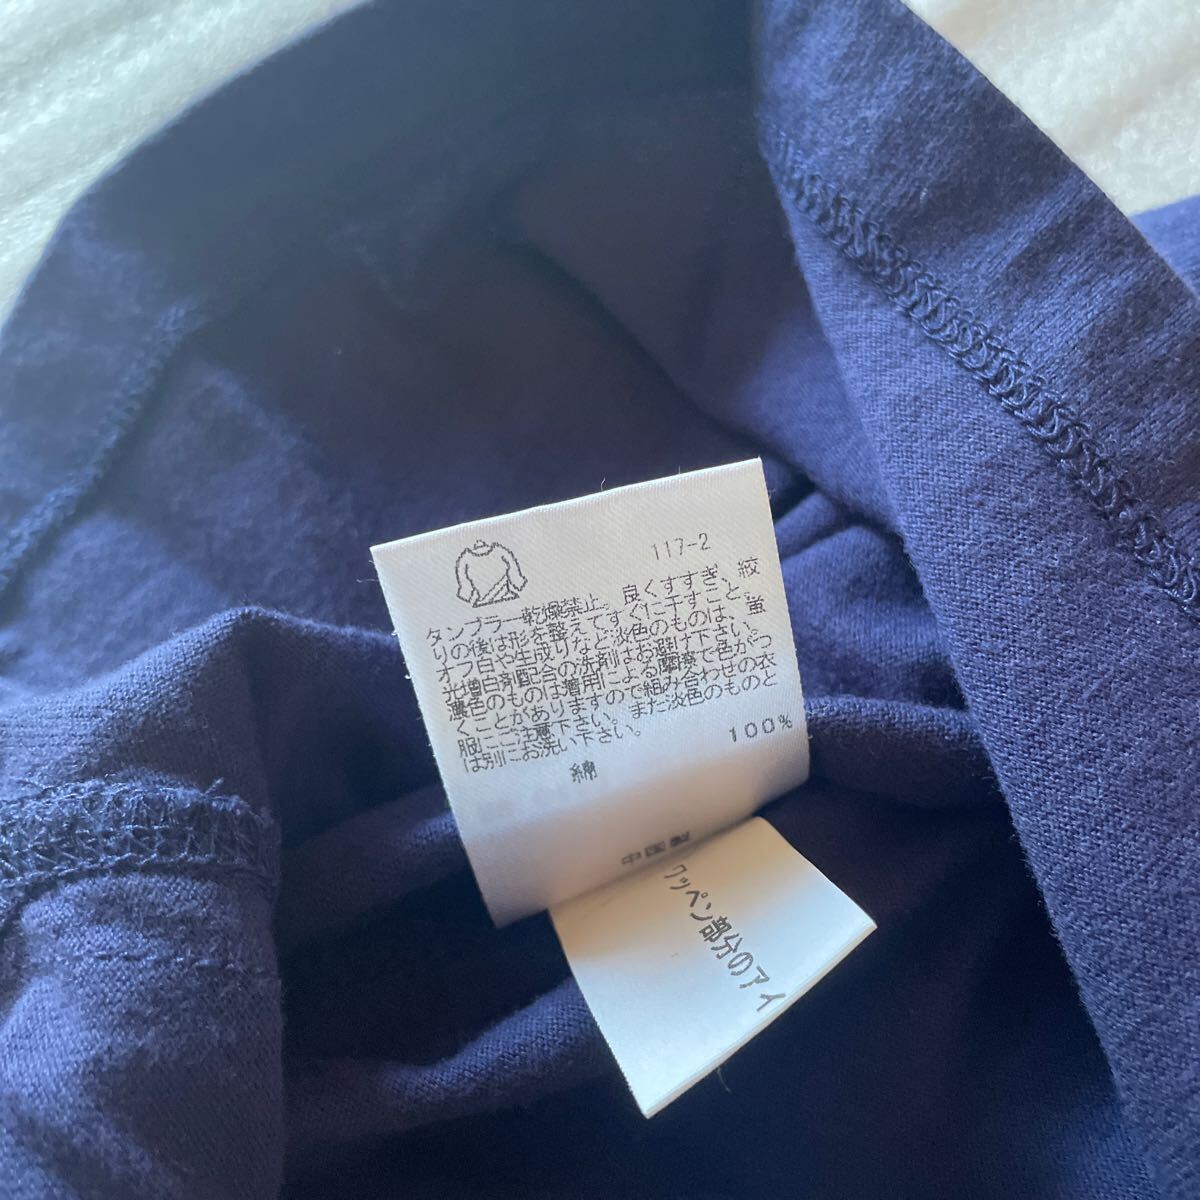 117-2
タンブラー乾燥禁止。良くすすぎ、絞
りの後は形を整えてすぐに干すこと。
オフ白や生成りなど淡色のものは、蛍
光増白剤配合の洗剤はお避け下さい。
濃色のものは着用による摩擦で色がつ
くことがありますので組み合わせの衣
服にご注意下さい。また淡色のものと
は別にお洗い下さい。
綿 100%
中国製
ワッペン部分のアイ